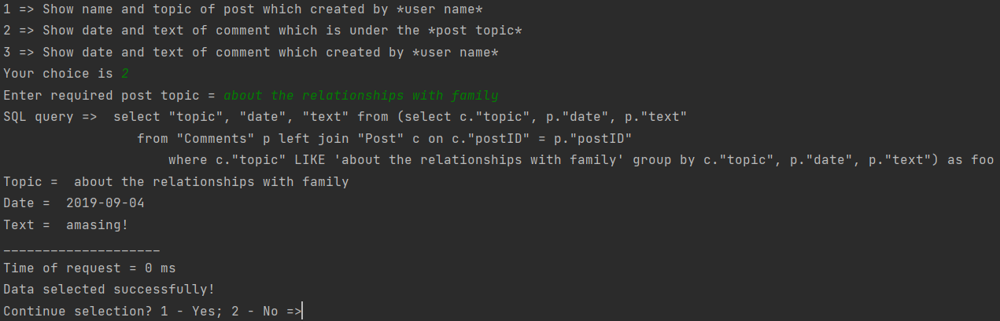 1 => Show name and topic of post which created by *user name*
2 => Show date and text of comment which is under the *post topic*
3 => Show date and text of comment which created by *user name*
Your choice is 2
Enter required post topic = about the relationships with family
SQL query =>  select "topic", "date", "text" from (select c."topic", p."date", p."text"
from "Comments" p left join "Post" c on c."postID" = p."postID"
where c."topic" LIKE 'about the relationships with family' group by c."topic", p."date", p."text") as foo
Topic =  about the relationships with family
Date =  2019-09-04
Text =  amasing!
____________________
Time of request = 0 ms
Data selected successfully!
Continue selection? 1 - Yes; 2 - No =>